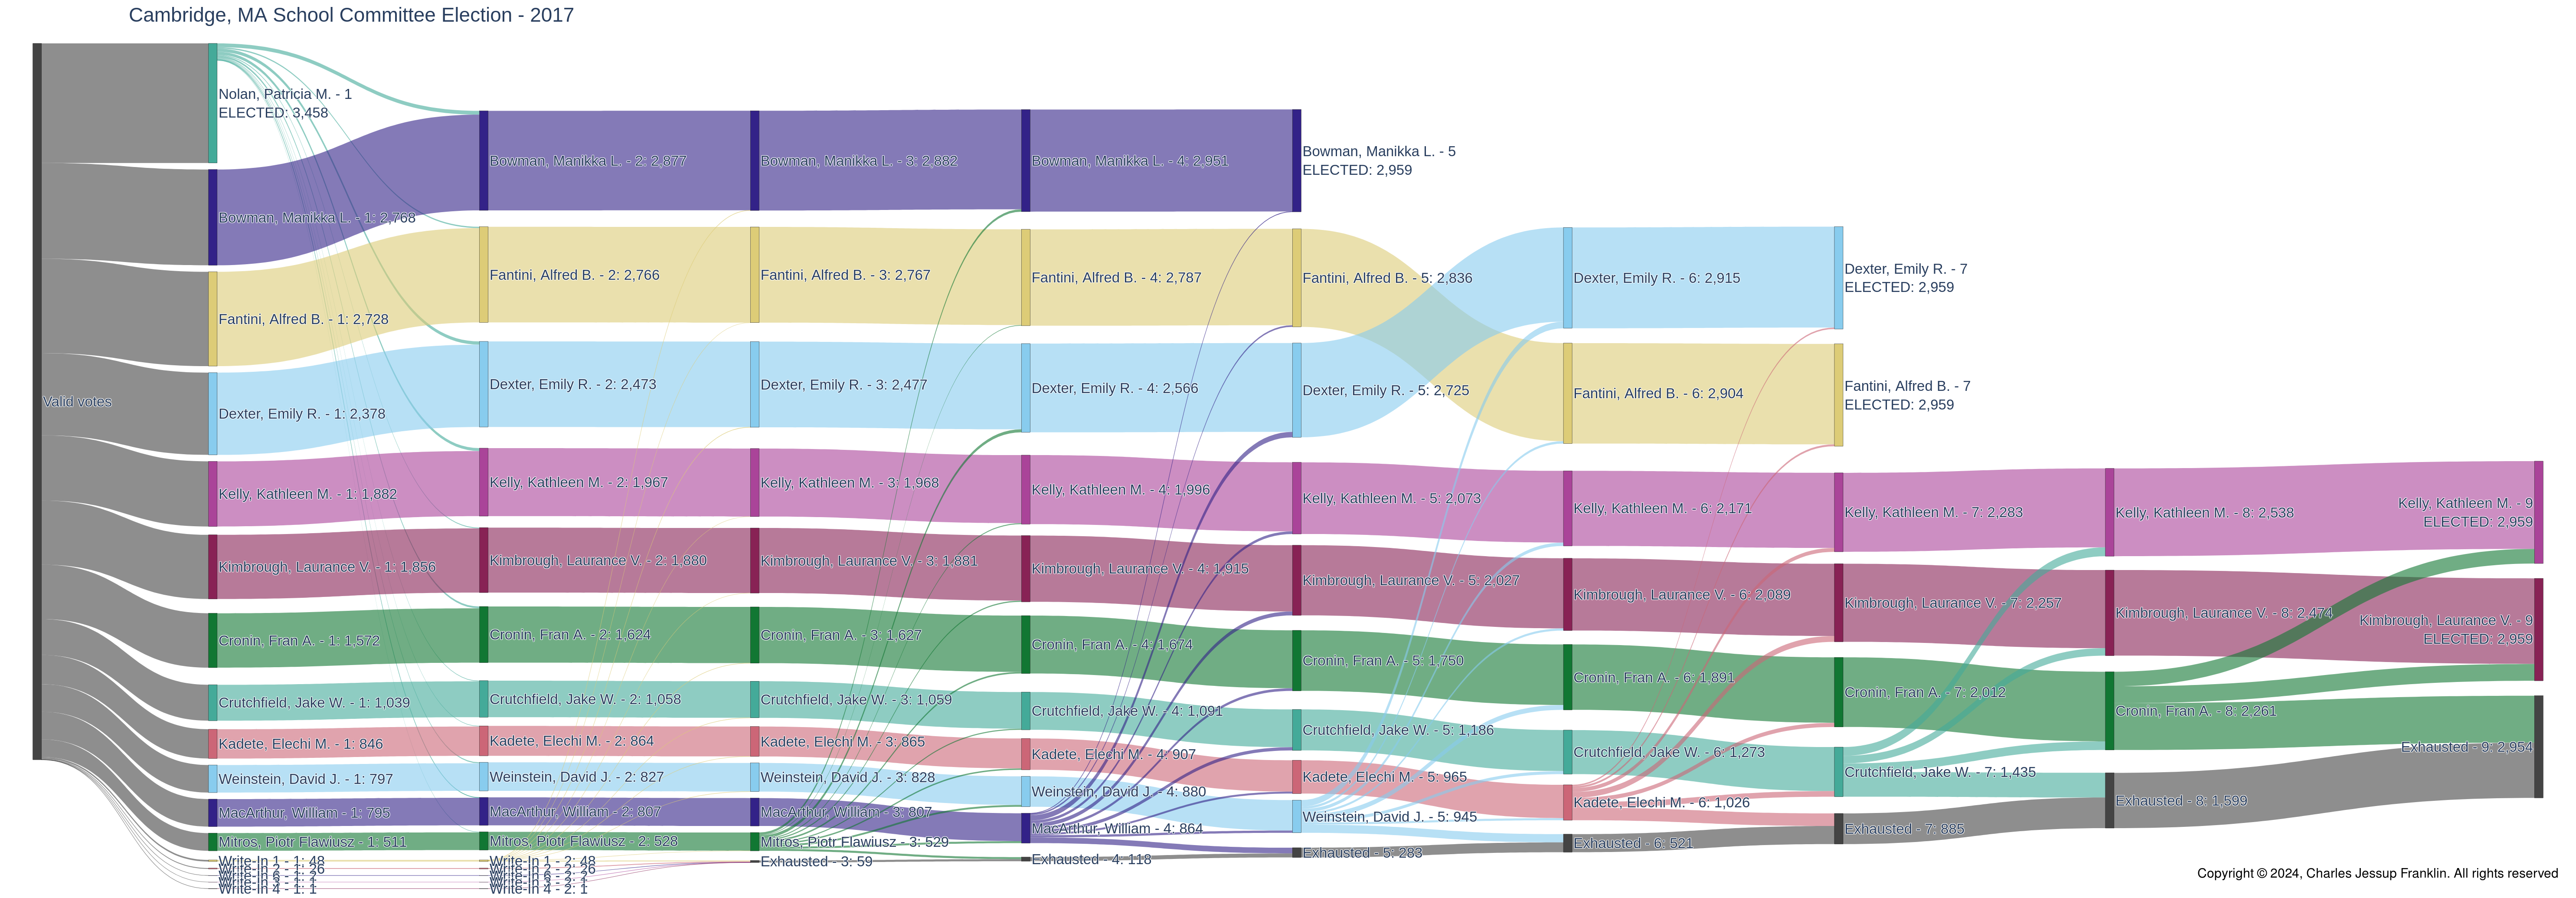 Cambridge, MA School Committee Election - 2017
Valid votes
Nolan, Patricia M. - 1
ELECTED: 3,458
Bowman, Manikka L. - 1: 2,768
Fantini, Alfred B. - 1: 2,728
Dexter, Emily R. - 1: 2,378
Kelly, Kathleen M. - 1: 1,882
Kimbrough, Laurance V. - 1: 1,856
Cronin, Fran A. - 1: 1,572
Crutchfield, Jake W. - 1: 1,039
Kadete, Elechi M. - 1: 846
Weinstein, David J. - 1: 797
MacArthur, William - 1: 795
Mitros, Piotr Flawiusz - 1: 511
Write-In 1 - 1: 48
Write-In 2 - 1: 26
Write-In 4 - 1: 1
Bowman, Manikka L. - 2: 2,877
Fantini, Alfred B. - 2: 2,766
Dexter, Emily R. - 2: 2,473
Kelly, Kathleen M. - 2: 1,967
Kimbrough, Laurance V. - 2: 1,880
Cronin, Fran A. - 2: 1,624
Crutchfield, Jake W. - 2: 1,058
Kadete, Elechi M. - 2: 864
Weinstein, David J. - 2: 827
MacArthur, William - 2: 807
Mitros, Piotr Flawiusz - 2: 528
Write-In 1 - 2: 48
Write-In 2 - 2: 26
Write-In 4 - 2: 1
Bowman, Manikka L. - 3: 2,882
Fantini, Alfred B. - 3: 2,767
Dexter, Emily R. - 3: 2,477
Kelly, Kathleen M. - 3: 1,968
Kimbrough, Laurance V. - 3: 1,881
Cronin, Fran A. - 3: 1,627
Crutchfield, Jake W. - 3: 1,059
Kadete, Elechi M. - 3: 865
Weinstein, David J. - 3: 828
MacArthur, William - 3: 807
Mitros, Piotr Flawiusz - 3: 529
Exhausted - 3: 59
Bowman, Manikka L. - 4: 2,951
Fantini, Alfred B. - 4: 2,787
Dexter, Emily R. - 4: 2,566
Kelly, Kathleen M. - 4: 1,996
Kimbrough, Laurance V. - 4: 1,915
Cronin, Fran A. - 4: 1,674
Crutchfield, Jake W. - 4: 1,091
Kadete, Elechi M. - 4: 907
Weinstein, David J. - 4: 880
MacArthur, William - 4: 864
Exhausted - 4: 118
Bowman, Manikka L. - 5
ELECTED: 2,959
Fantini, Alfred B. - 5: 2,836
Dexter, Emily R. - 5: 2,725
Kelly, Kathleen M. - 5: 2,073
Kimbrough, Laurance V. - 5: 2,027
Cronin, Fran A. - 5: 1,750
Crutchfield, Jake W. - 5: 1,186
Kadete, Elechi M. - 5: 965
Weinstein, David J. - 5: 945
Exhausted - 5: 283
Dexter, Emily R. - 6: 2,915
Fantini, Alfred B. - 6: 2,904
Kelly, Kathleen M. - 6: 2,171
Kimbrough, Laurance V. - 6: 2,089
Cronin, Fran A. - 6: 1,891
Crutchfield, Jake W. - 6: 1,273
Kadete, Elechi M. - 6: 1,026
Exhausted - 6: 521
Dexter, Emily R. - 7
ELECTED: 2,959
Fantini, Alfred B. - 7
ELECTED: 2,959
Kelly, Kathleen M. - 7: 2,283
Kimbrough, Laurance V. - 7: 2,257
Cronin, Fran A. - 7: 2,012
Crutchfield, Jake W. - 7: 1,435
Exhausted - 7: 885
Kelly, Kathleen M. - 8: 2,538
Kimbrough, Laurance V. - 8: 2,474
Cronin, Fran A. - 8: 2,261
Exhausted - 8: 1,599
Kelly, Kathleen M. - 9
ELECTED: 2,959
Kimbrough, Laurance V. - 9
ELECTED: 2,959
Exhausted - 9: 2,954
Copyright © 2024, Charles Jessup Franklin. All rights reserved